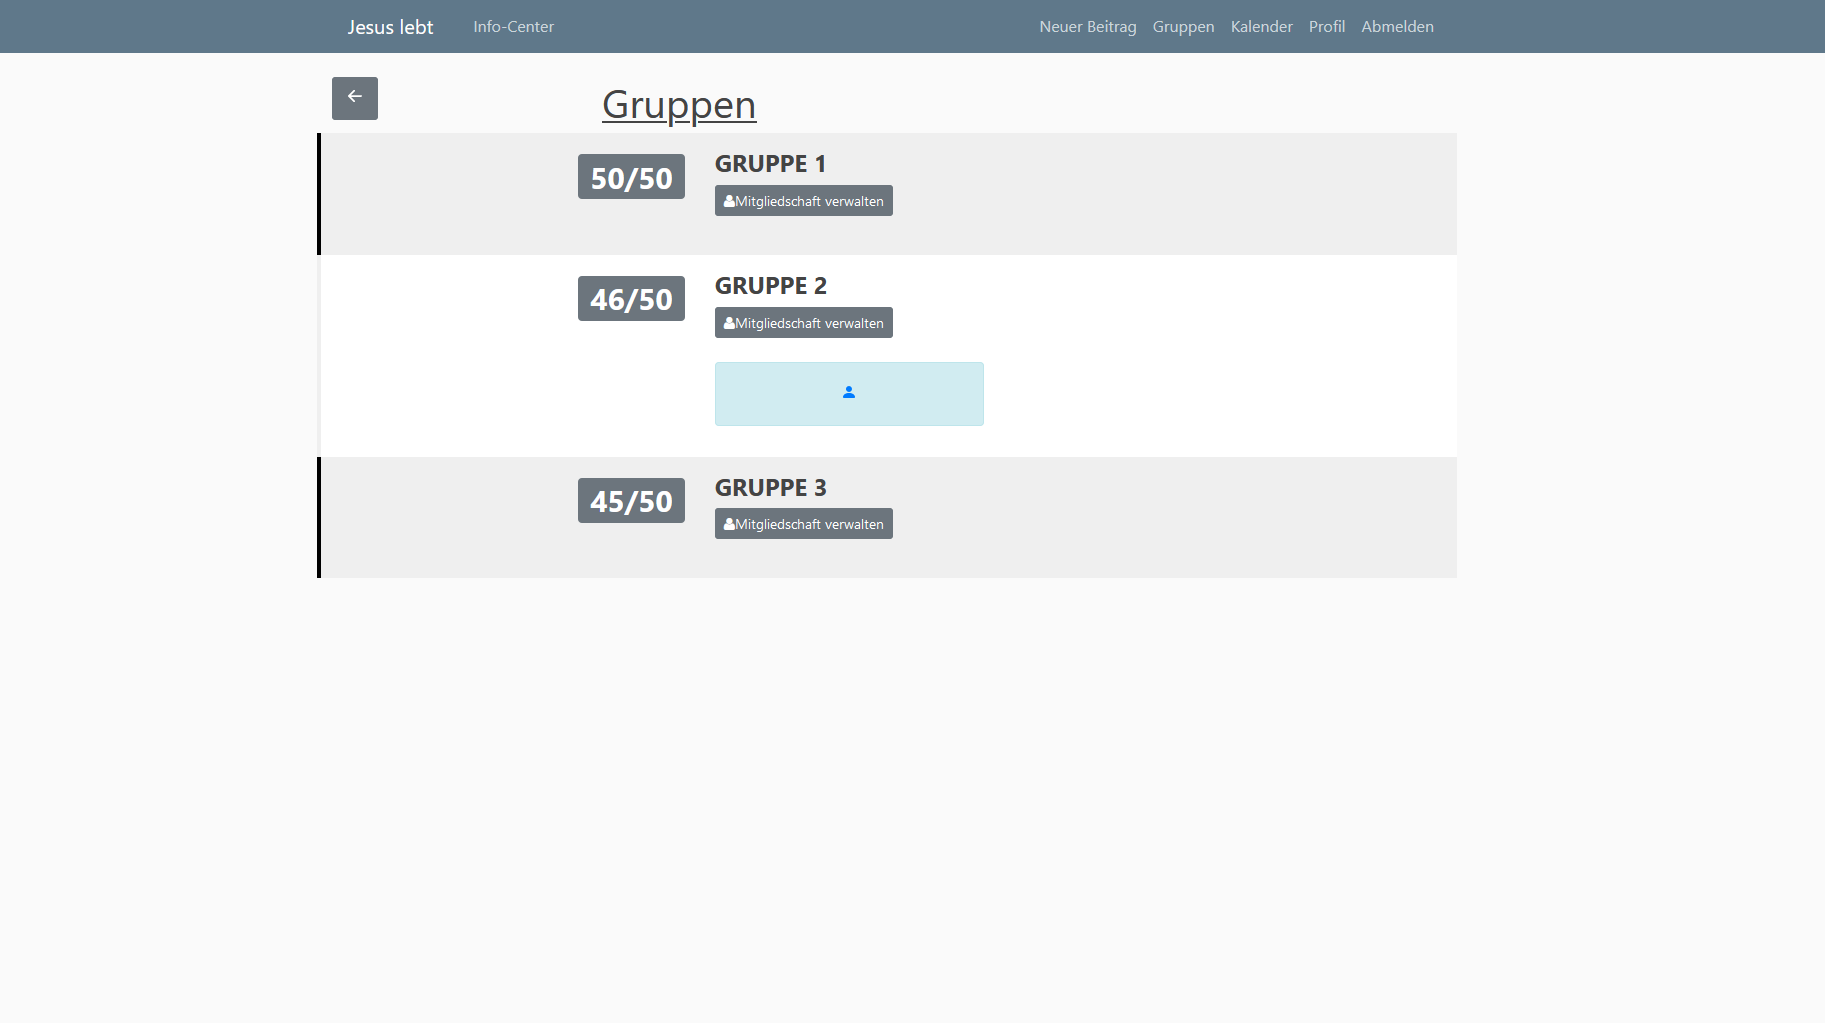 Jesus lebt Info-Center Neuer Beitrag Gruppen Kalender Profil Abmelden
Gruppen
50/50 GRUPPE 1
Mitgliedschaft verwalten
46/50 GRUPPE 2
Mitgliedschaft verwalten
45/50 GRUPPE 3
Mitgliedschaft verwalten